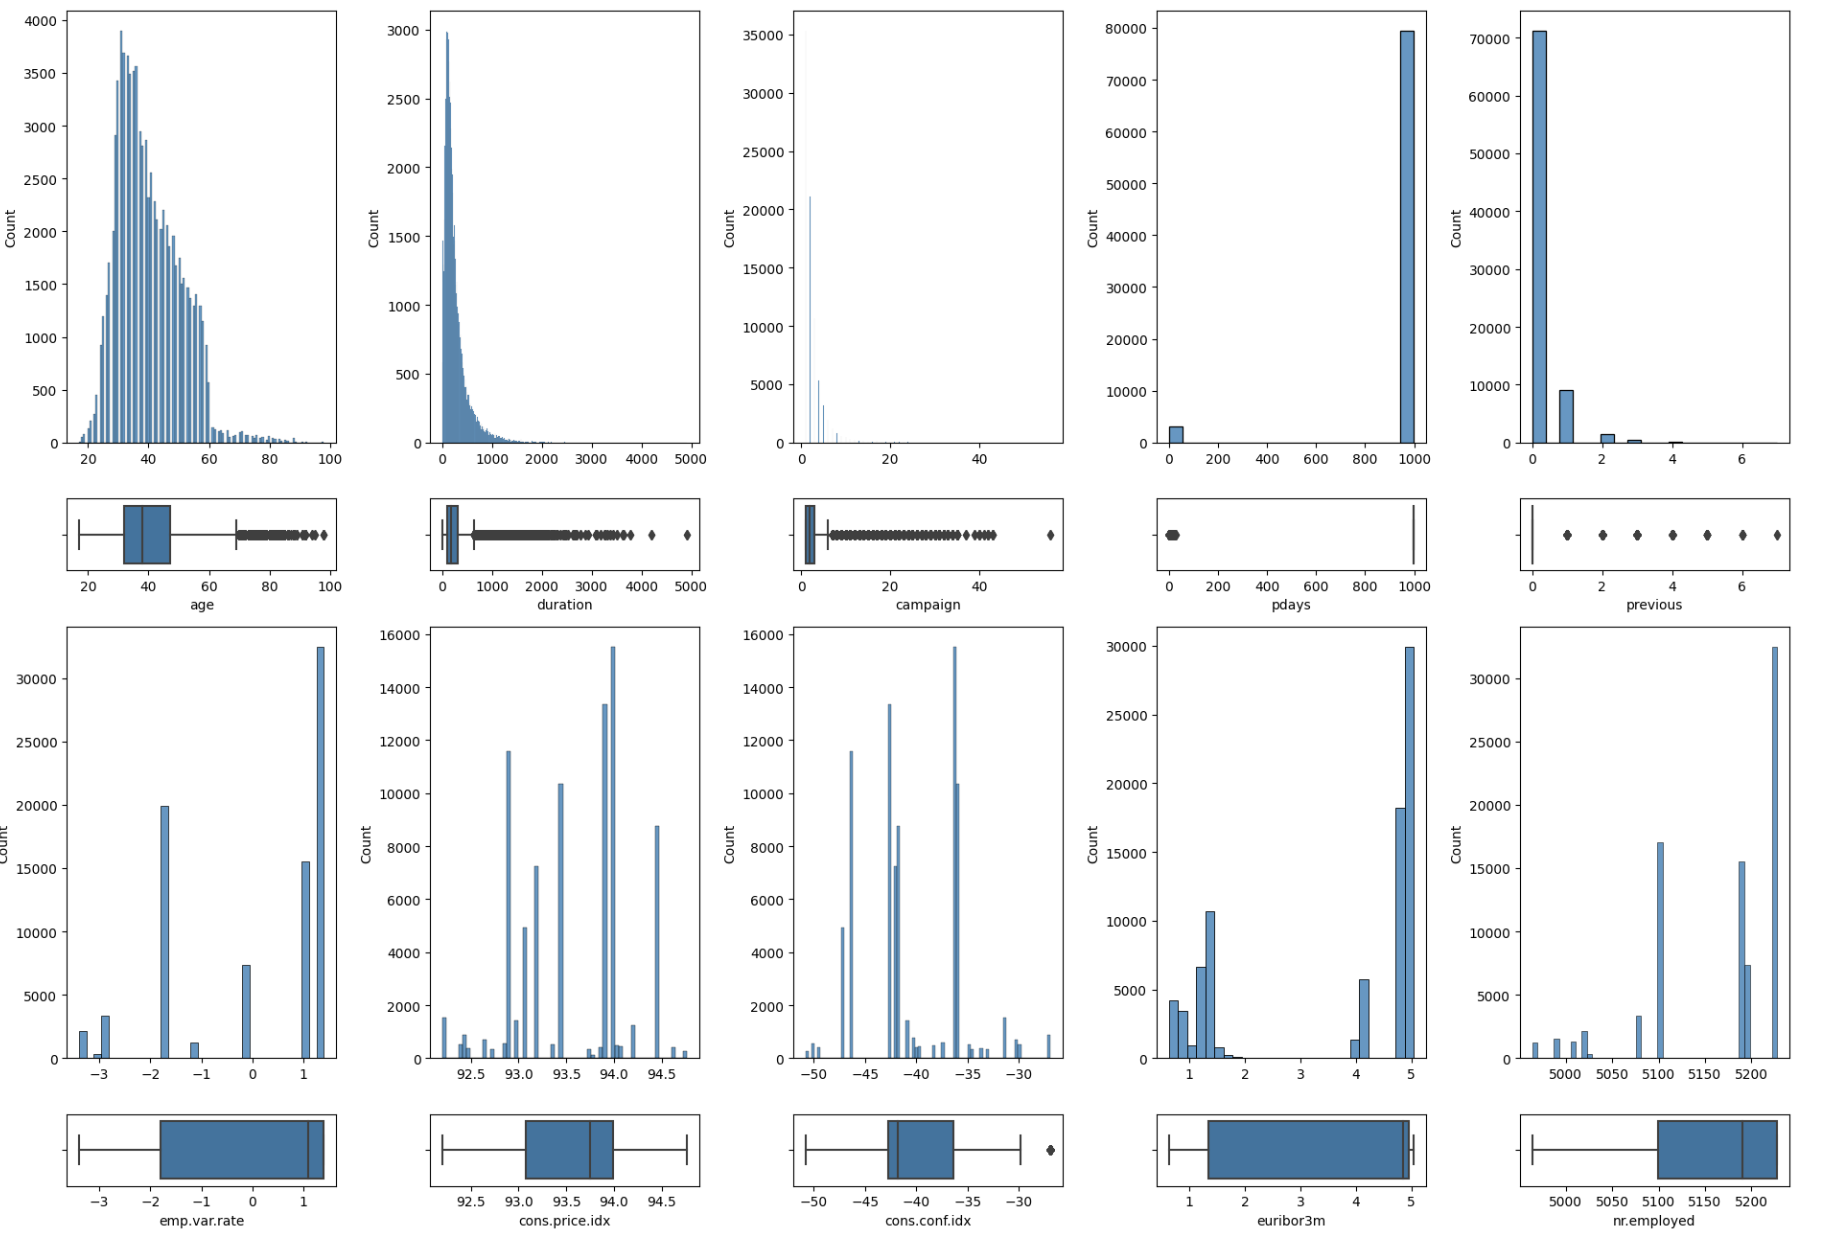 4000
3500
3000
2500
2000
1500
1000
500
0
Count
20 40 60 80 100
3000
2500
2000
1500
1000
500
0
Count
0 1000 2000 3000 4000 5000
35000
30000
25000
20000
15000
10000
5000
0
Count
0 20 40
80000
70000
60000
50000
40000
30000
20000
10000
0
Count
0 200 400 600 800 1000
70000
60000
50000
40000
30000
20000
10000
0
Count
0 2 4 6
20 40 60 80 100
age
0 1000 2000 3000 4000 5000
duration
0 20 40
campaign
0 200 400 600 800 1000
pdays
0 2 4 6
previous
30000
25000
20000
15000
10000
5000
0
Count
−3 −2 −1 0 1
16000
14000
12000
10000
8000
6000
4000
2000
0
Count
92.5 93.0 93.5 94.0 94.5
16000
14000
12000
10000
8000
6000
4000
2000
0
Count
−50 −45 −40 −35 −30
30000
25000
20000
15000
10000
5000
0
Count
1 2 3 4 5
30000
25000
20000
15000
10000
5000
0
Count
5000 5050 5100 5150 5200
−3 −2 −1 0 1
emp.var.rate
92.5 93.0 93.5 94.0 94.5
cons.price.idx
−50 −45 −40 −35 −30
cons.conf.idx
1 2 3 4 5
euribor3m
5000 5050 5100 5150 5200
nr.employed